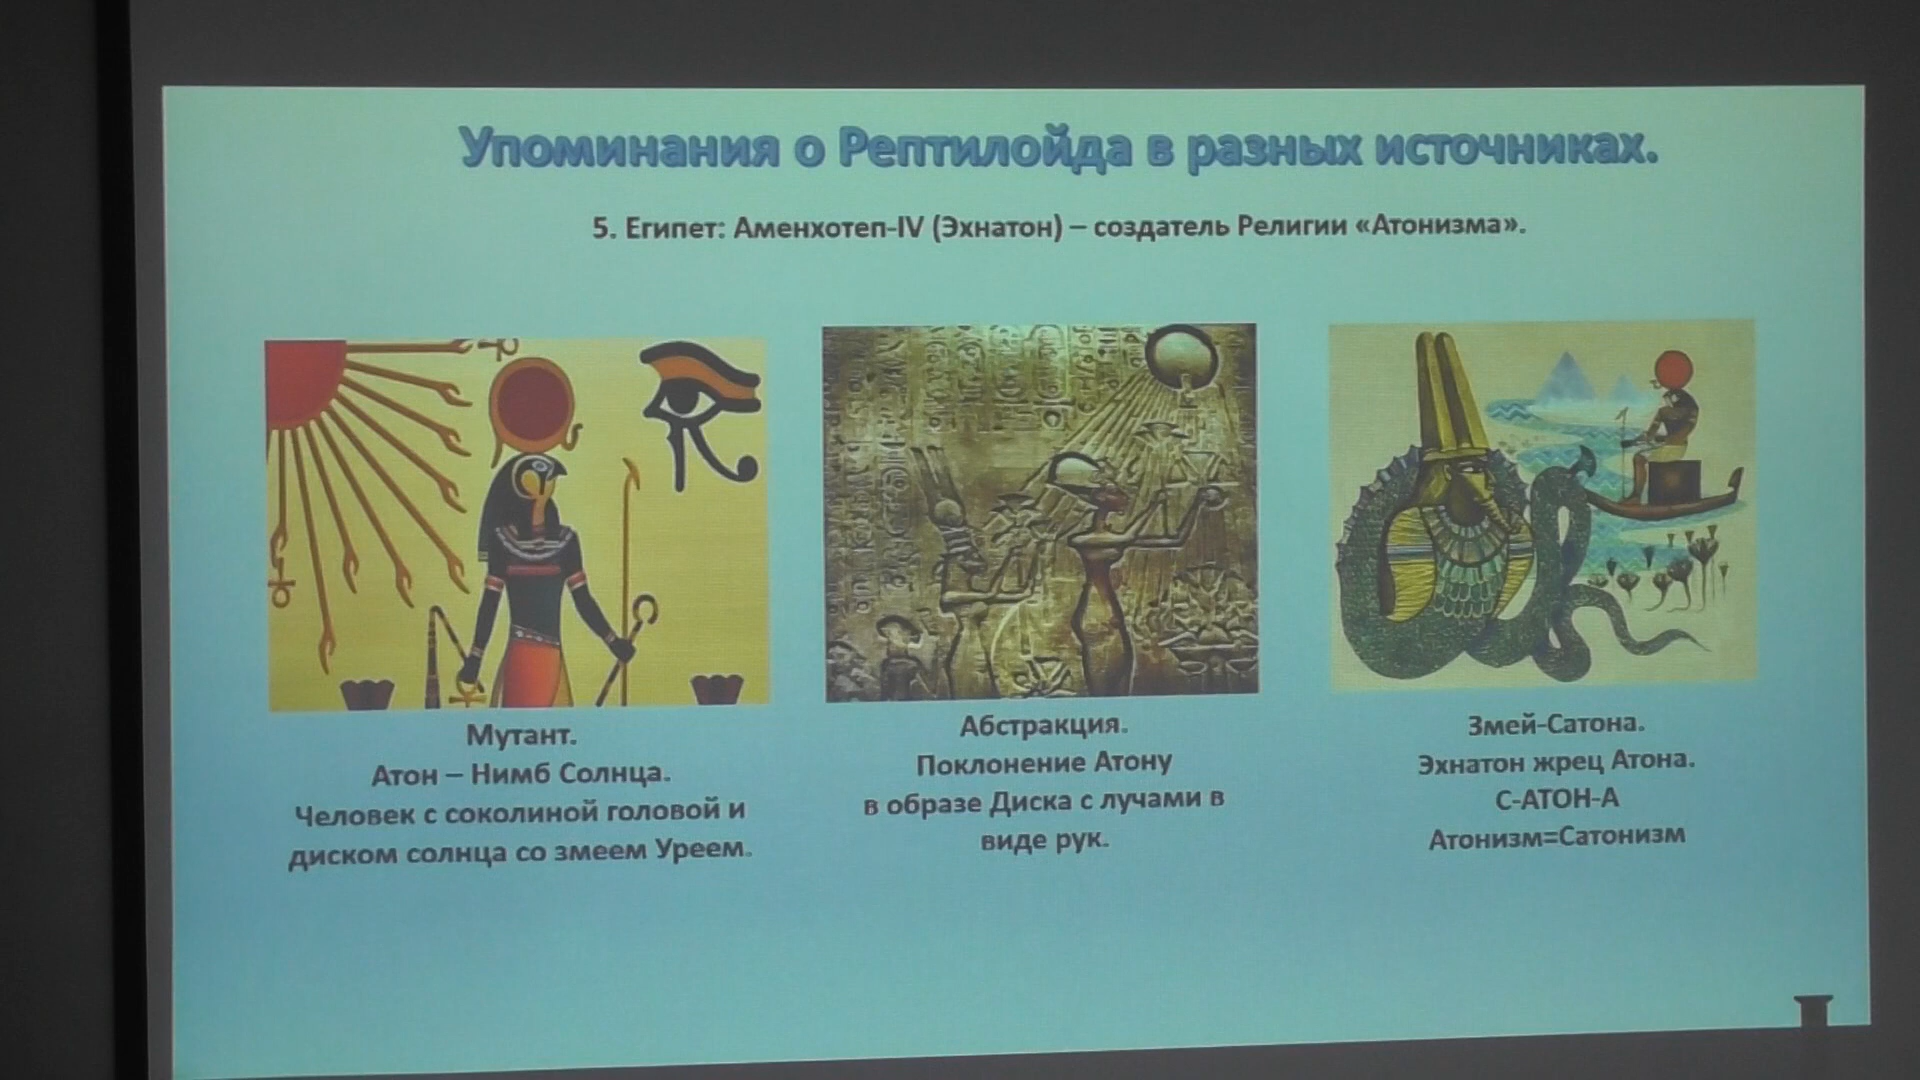 Упоминания о Рептилойда в разных источниках.
5. Египет: Аменхотеп-IV (Эхнатон) – создатель Религии «Атонизма».
Мутант.
Атон – Нимб Солнца.
Человек с соколиной головой и
диском солнца со змеем Уреем.
Абстракция.
Поклонение Атону
в образе Диска с лучами в
виде рук.
Змей-Сатона.
Эхнатон жрец Атона.
С-АТОН-А
Атонизм=Сатонизм